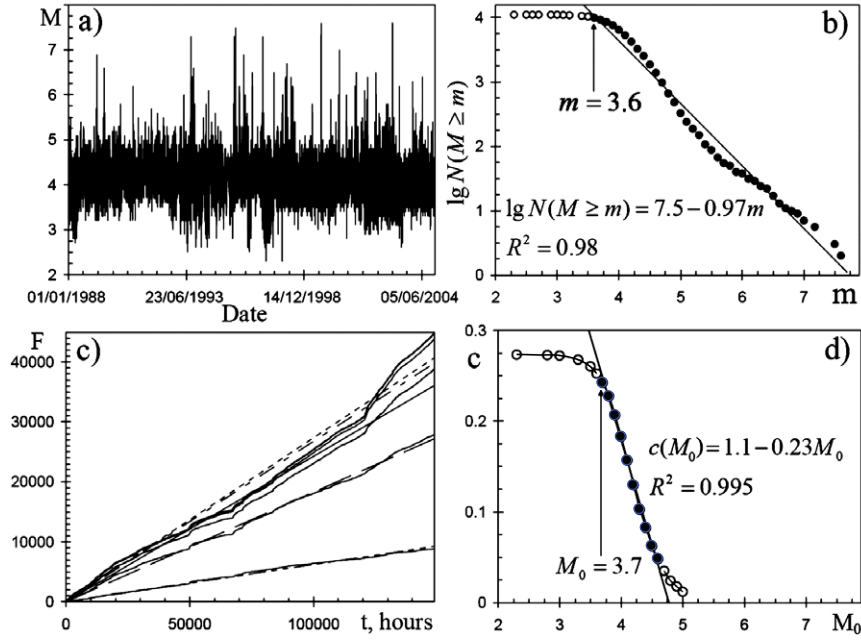 M
a)
7
6
5
4
3
2
01/01/1988
23/06/1993
14/12/1998
05/06/2004
Date
lg N(M ≥ m)
b)
4
3
2
1
0
m = 3.6
lg N(M ≥ m) = 7.5 − 0.97m
R² = 0.98
2
3
4
5
6
7
m
F
c)
40000
30000
20000
10000
0
0
50000
100000
t, hours
c
d)
0.3
0.2
0.1
0
c(M₀) = 1.1 − 0.23M₀
R² = 0.995
M₀ = 3.7
2
3
4
5
6
7
M₀